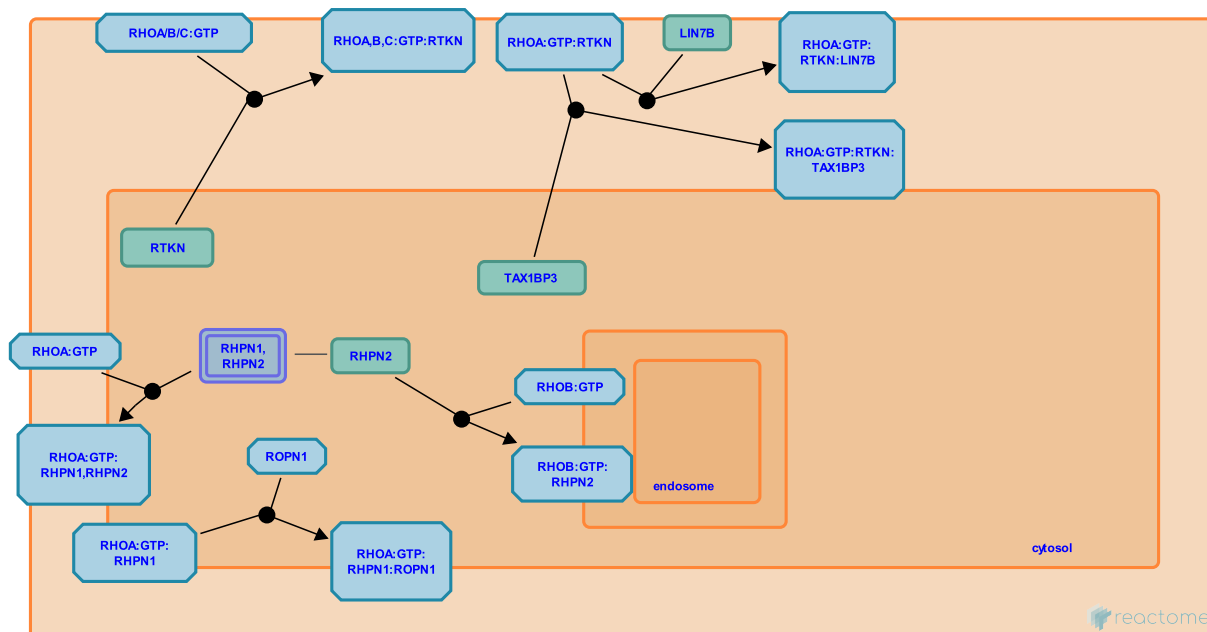 RHOA/B/C:GTP
RHOA,B,C:GTP:RTKN
RHOA:GTP:RTKN
LIN7B
RHOA:GTP:
RTKN:LIN7B
RHOA:GTP:RTKN:
TAX1BP3
RTKN
TAX1BP3
RHOA:GTP
RHPN1,
RHPN2
RHPN2
RHOB:GTP
RHOA:GTP:
RHPN1,RHPN2
ROPN1
RHOB:GTP:
RHPN2
endosome
RHOA:GTP:
RHPN1
RHOA:GTP:
RHPN1:ROPN1
cytosol
reactome